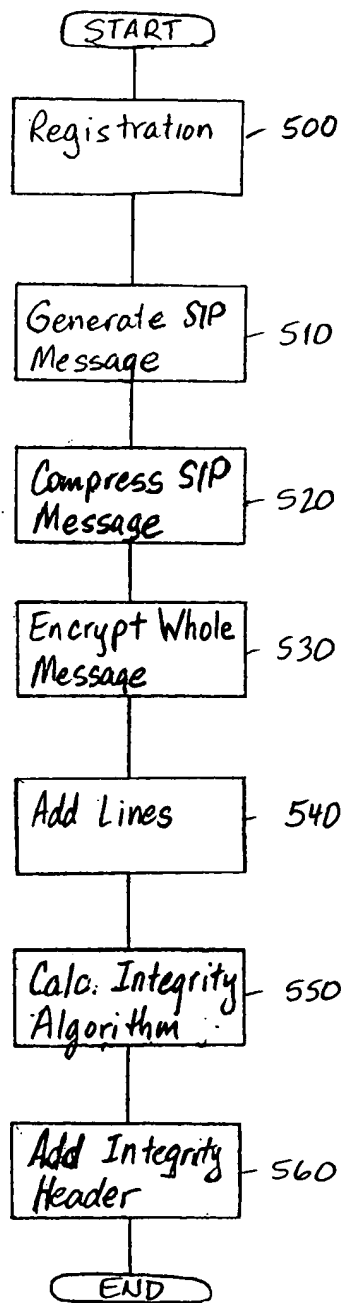 START
Registration
500
Generate SIP
Message
510
Compress SIP
Message
520
Encrypt Whole
Message
530
Add Lines
540
Calc. Integrity
Algorithm
550
Add Integrity
Header
560
END